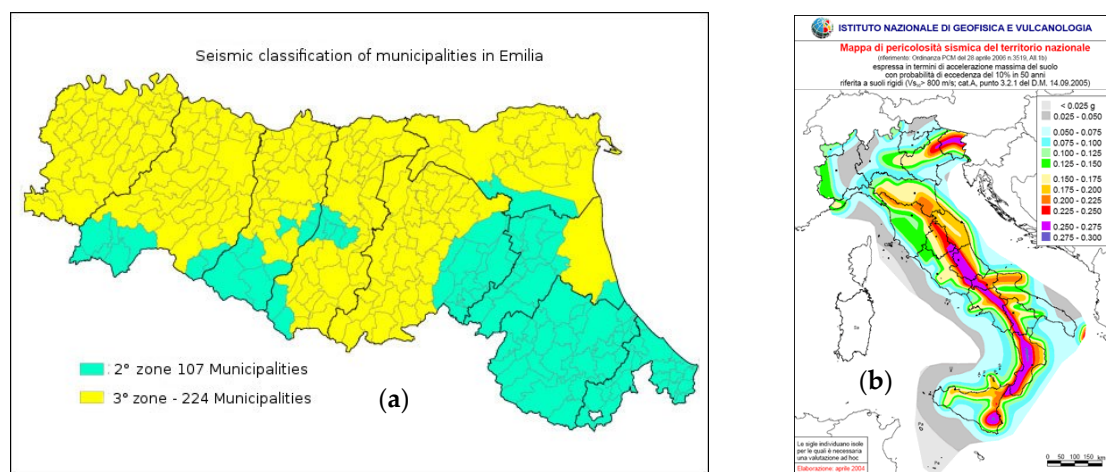 Seismic classification of municipalities in Emilia
2° zone 107 Municipalities
3° zone - 224 Municipalities
(a)
ISTITUTO NAZIONALE DI GEOFISICA E VULCANOLOGIA
Mappa di pericolosità sismica del territorio nazionale
(riferimento: Ordinanza PCM del 28 aprile 2006 n.3519, All.1b)
espressa in termini di accelerazione massima del suolo
con probabilità di eccedenza del 10% in 50 anni
riferita a suoli rigidi (Vs30> 800 m/s; cat.A, punto 3.2.1 del D.M. 14.09.2005)
< 0.025 g
0.025 - 0.050
0.050 - 0.075
0.075 - 0.100
0.100 - 0.125
0.125 - 0.150
0.150 - 0.175
0.175 - 0.200
0.200 - 0.225
0.225 - 0.250
0.250 - 0.275
0.275 - 0.300
(b)
Le sigle individuano isole
per le quali è necessaria
una valutazione ad hoc
Elaborazione: aprile 2004
0 50 100 150
km